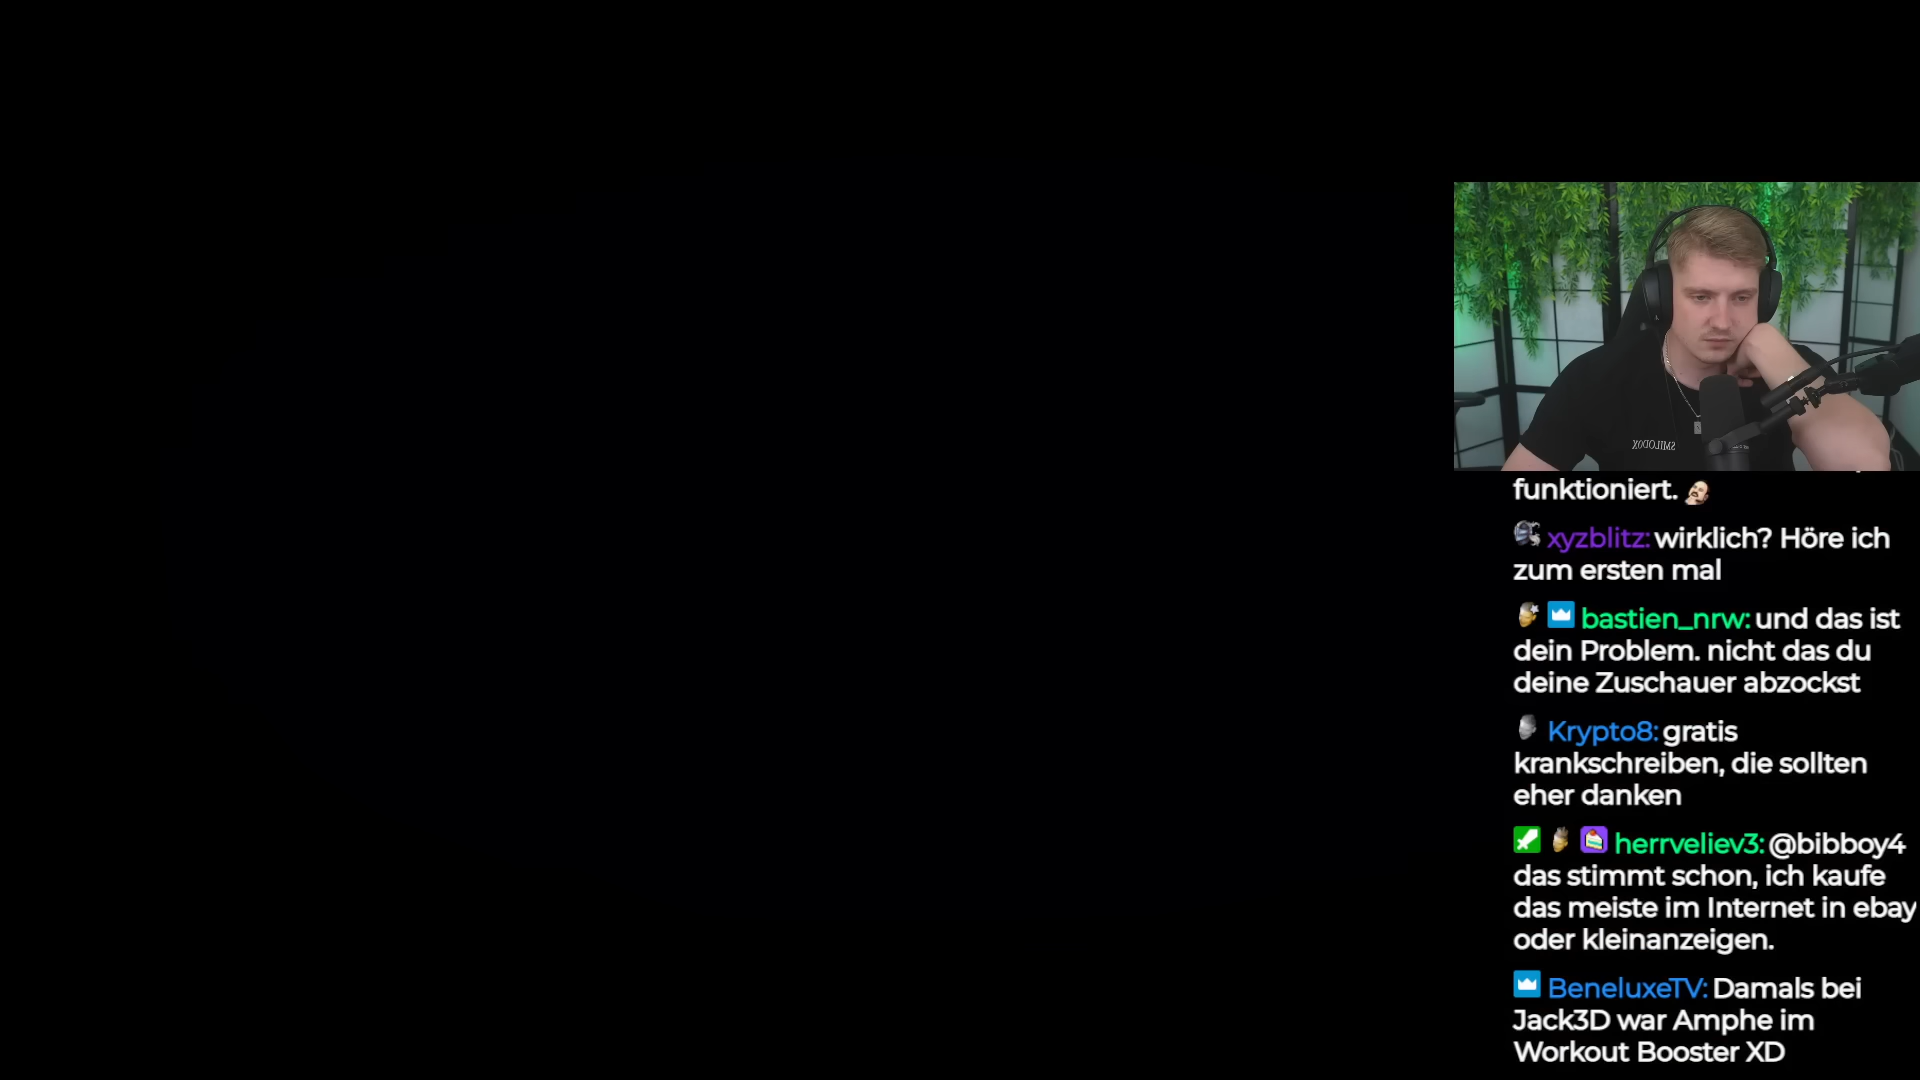 SMILODOX
funktioniert.
xyzblitz: wirklich? Höre ich
zum ersten mal
bastien_nrw: und das ist
dein Problem. nicht das du
deine Zuschauer abzockst
Krypto8: gratis
krankschreiben, die sollten
eher danken
herrveliev3: @bibboy4
das stimmt schon, ich kaufe
das meiste im Internet in ebay
oder kleinanzeigen.
BeneluxeTV: Damals bei
Jack3D war Amphe im
Workout Booster XD